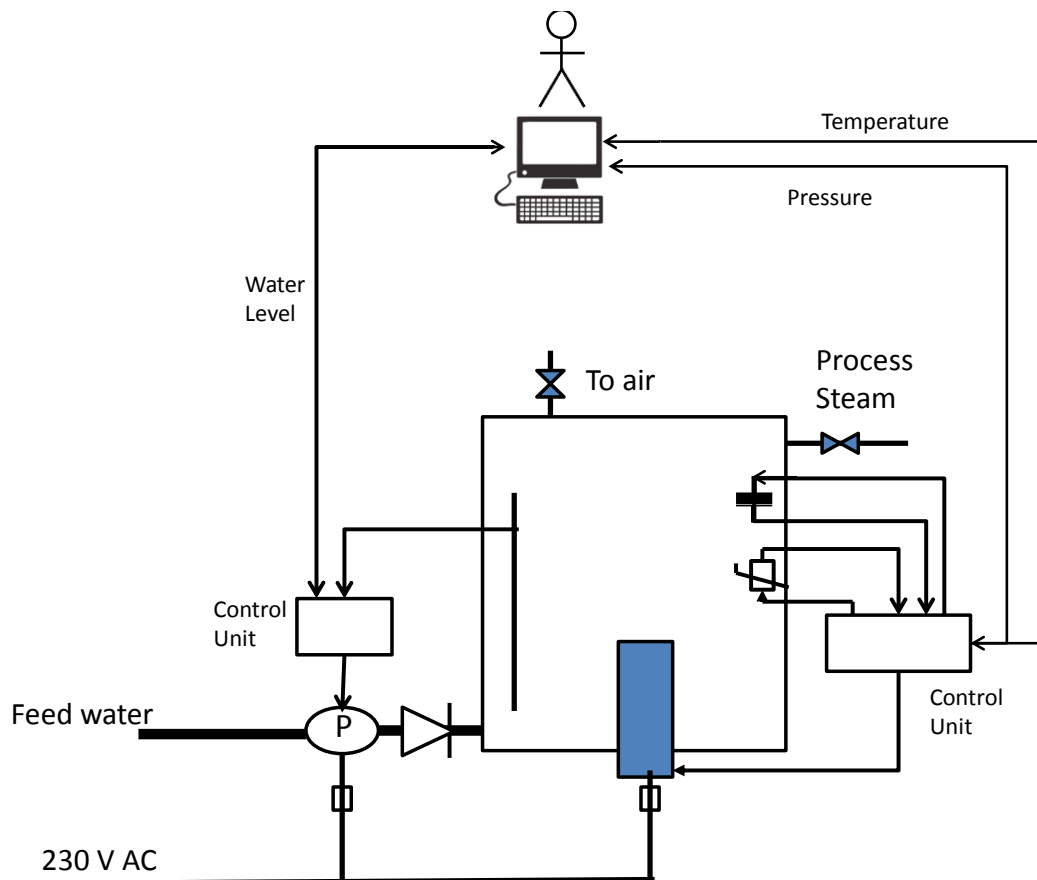 Temperature
Pressure
Water
Level
To air
Process
Steam
Control
Unit
Feed water
P
Control
Unit
230 V AC